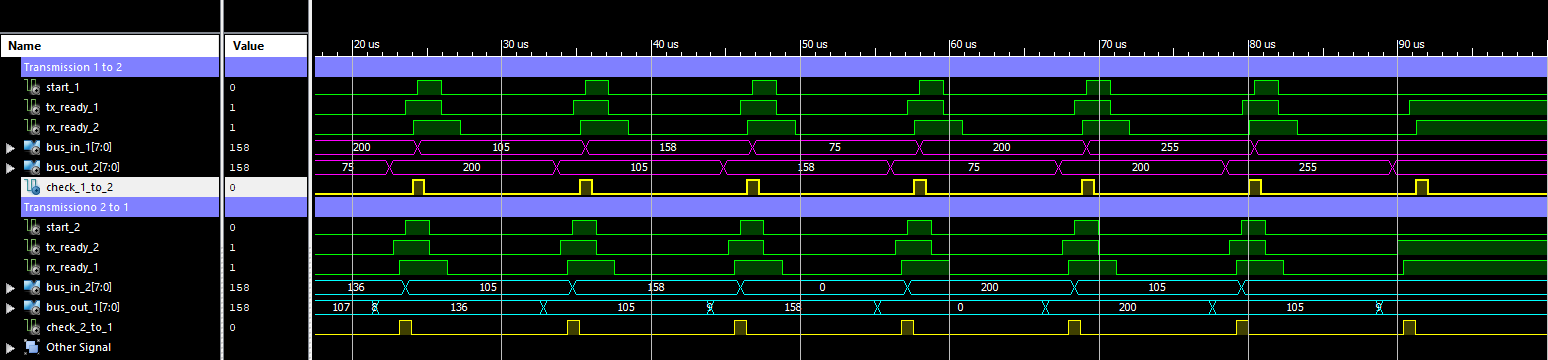 Name Value 20 us 30 us 40 us 50 us 60 us 70 us 80 us 90 us
Transmission 1 to 2
start_1 0
tx_ready_1 1
rx_ready_2 1
bus_in_1[7:0] 158 200 105 158 75 200 255
bus_out_2[7:0] 158 75 200 105 158 75 200 255
check_1_to_2 0
Transmissiono 2 to 1
start_2 0
tx_ready_2 1
rx_ready_1 1
bus_in_2[7:0] 158 136 105 158 0 200 105
bus_out_1[7:0] 158 107 136 105 158 0 200 105
check_2_to_1 0
Other Signal